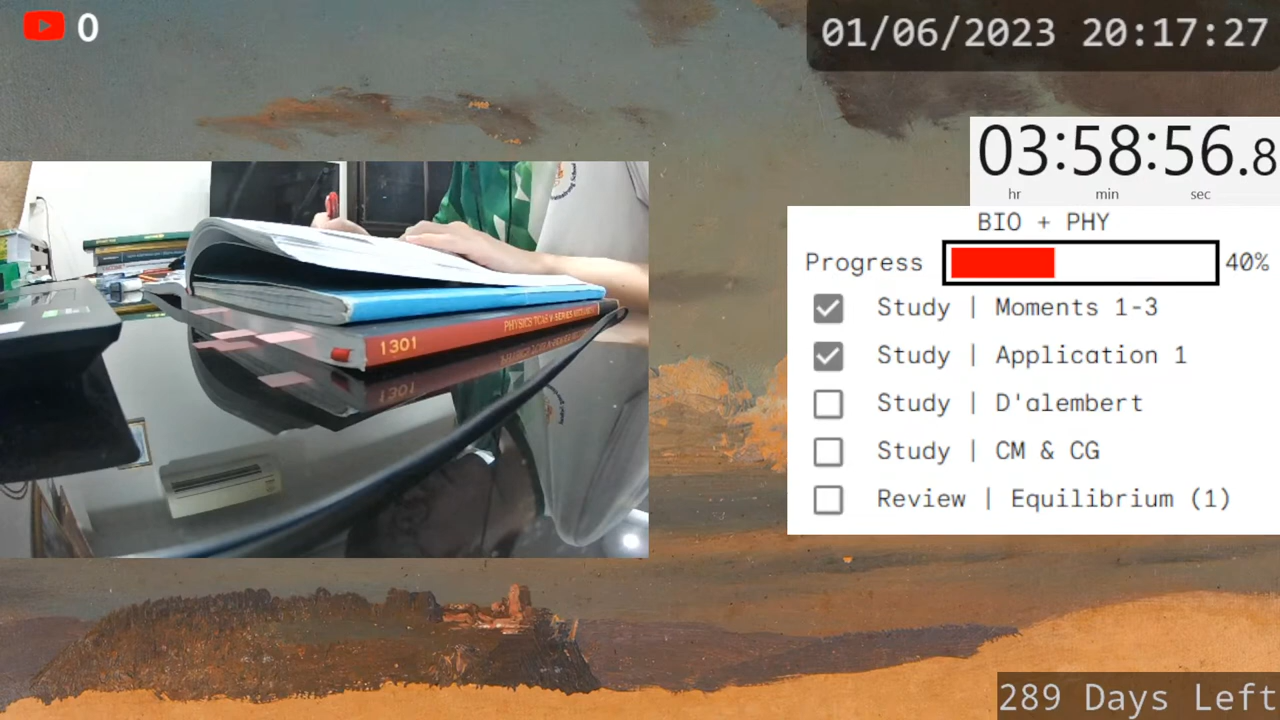 0
01/06/2023 20:17:27
03:58:56.8
hr min sec
BIO + PHY
Progress 40%
Study | Moments 1-3
Study | Application 1
Study | D'alembert
Study | CM & CG
Review | Equilibrium (1)
1301
1301
289 Days Left